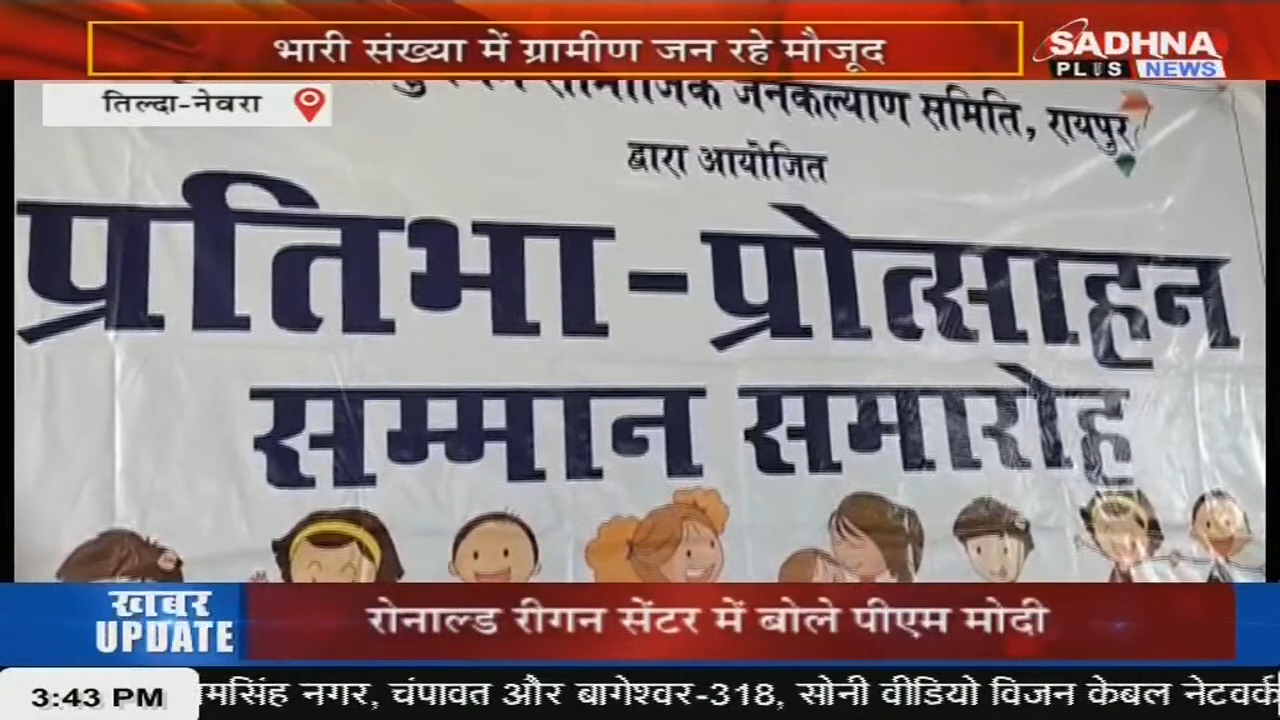 भारी संख्या में ग्रामीण जन रहे मौजूद
SADHNA
PLUS NEWS
तिल्दा-नेवरा
सामाजिक जनकल्याण समिति, रायपुर
द्वारा आयोजित
प्रतिभा-प्रोत्साहन
सम्मान समारोह
खबर
UPDATE
रोनाल्ड रीगन सेंटर में बोले पीएम मोदी
3:43 PM
नगर, चंपावत और बागेश्वर-318, सोनी वीडियो विजन केबल नेटवर्क